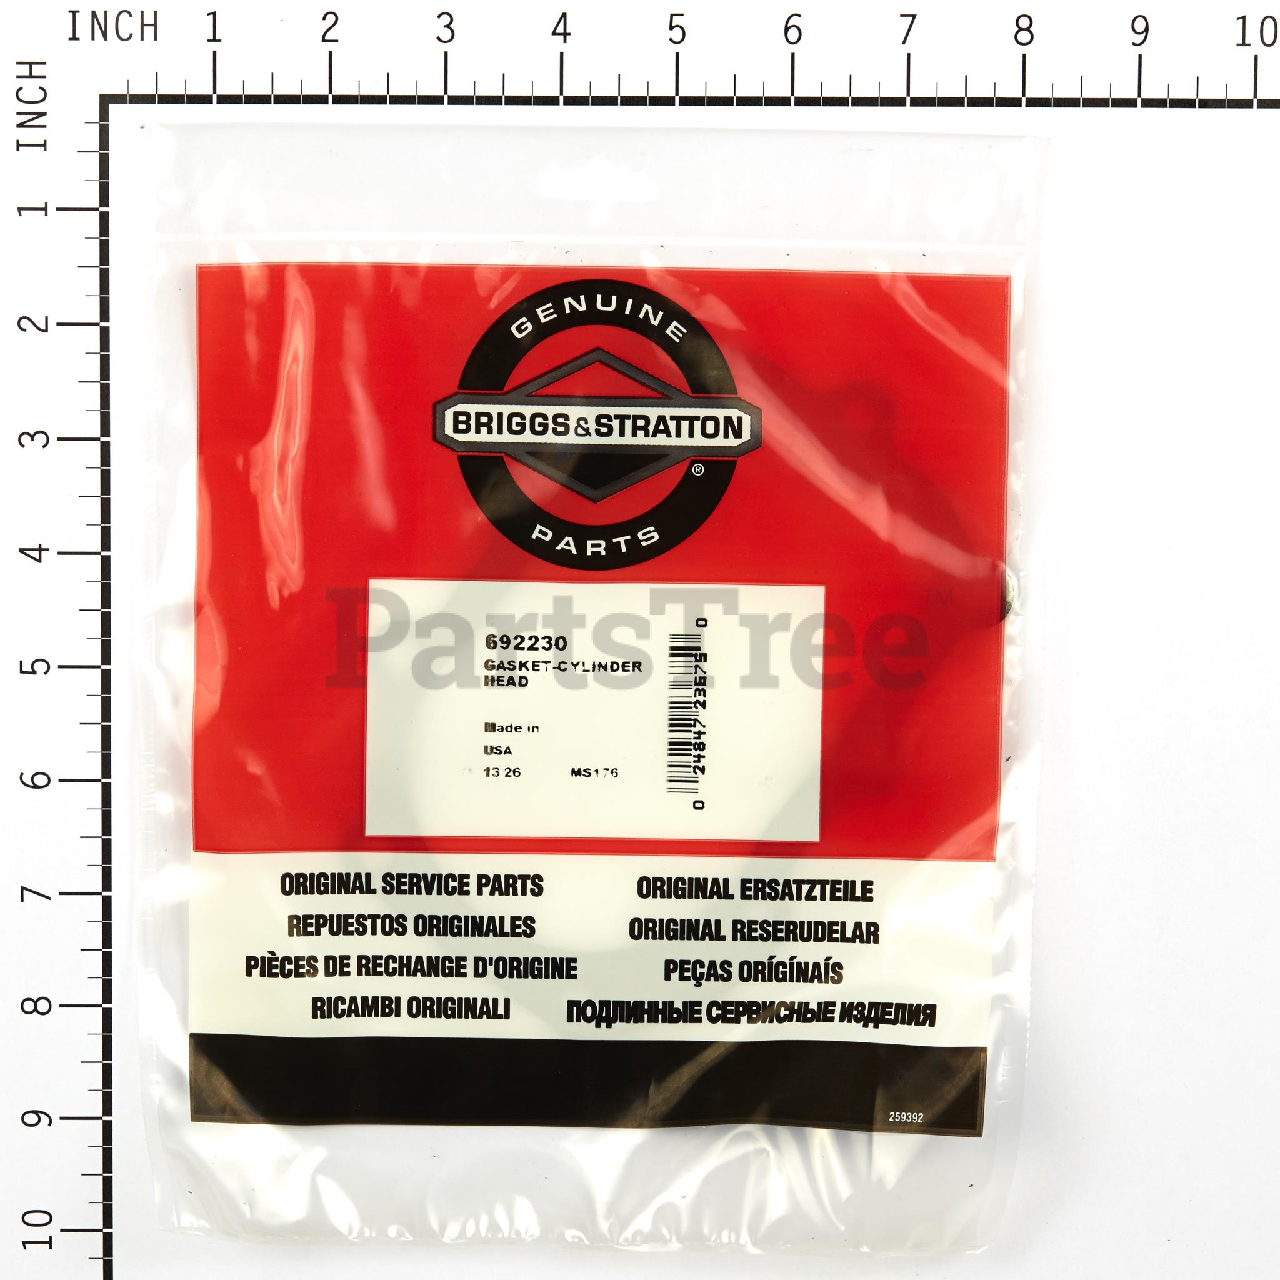 INCH 1 2 3 4 5 6 7 8 9 10
INCH
1
2
3
4
5
6
7
8
9
10
GENUINE
BRIGGS&STRATTON
®
PARTS
PartsTree™
692230
GASKET-CYLINDER
HEAD
Made in
USA
13 26 MS176
0 24847 23675 0
ORIGINAL SERVICE PARTS
REPUESTOS ORIGINALES
PIÈCES DE RECHANGE D'ORIGINE
RICAMBI ORIGINALI
ORIGINAL ERSATZTEILE
ORIGINAL RESERUDELAR
PEÇAS ORÍGÍNAÍS
ПОДЛИННЫЕ СЕРВИСНЫЕ ИЗДЕЛИЯ
259392